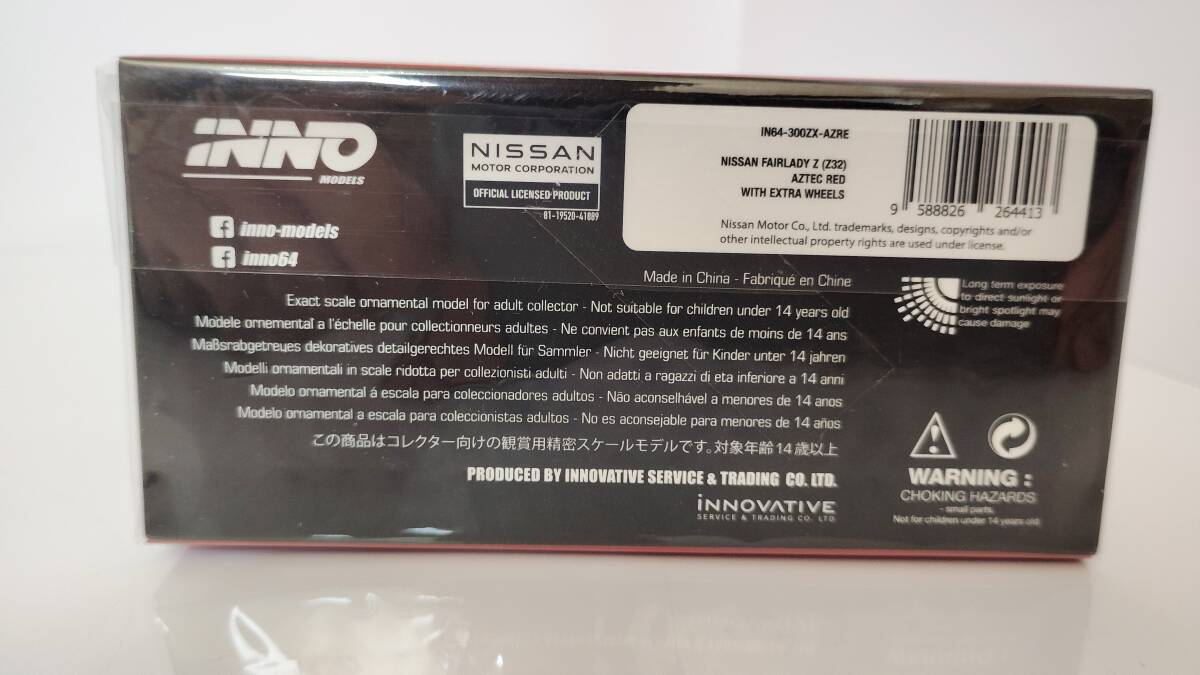 INNO
MODELS
inno-models
inno64
NISSAN
MOTOR CORPORATION
OFFICIAL LICENSED PRODUCT
81-19520-41089
IN64-300ZX-AZRE
NISSAN FAIRLADY Z (Z32)
AZTEC RED
WITH EXTRA WHEELS
9 588826 264413
Nissan Motor Co., Ltd. trademarks, designs, copyrights and/or
other intellectual property rights are used under license.
Made in China - Fabriqué en Chine
Long term exposure
to direct sunlight or
bright spotlight may
cause damage
Exact scale ornamental model for adult collector - Not suitable for children under 14 years old
Modele ornemental a l'échelle pour collectionneurs adultes - Ne convient pas aux enfants de moins de 14 ans
Maßsrabgetreues dekoratives detailgerechtes Modell für Sammler - Nicht geeignet für Kinder unter 14 jahren
Modelli ornamentali in scale ridotta per collezionisti adulti - Non adatti a ragazzi di eta inferiore a 14 anni
Modelo ornamental á escala para coleccionadores adultos - Não aconselhável a menores de 14 anos
Modelo ornamental a escala para coleccionistas adultos - No es aconsejable para menores de 14 años
この商品はコレクター向けの観賞用精密スケールモデルです。対象年齢14歳以上
PRODUCED BY INNOVATIVE SERVICE & TRADING CO. LTD.
INNOVATIVE
SERVICE & TRADING CO. LTD
WARNING :
CHOKING HAZARDS
- small parts.
Not for children under 14 years old